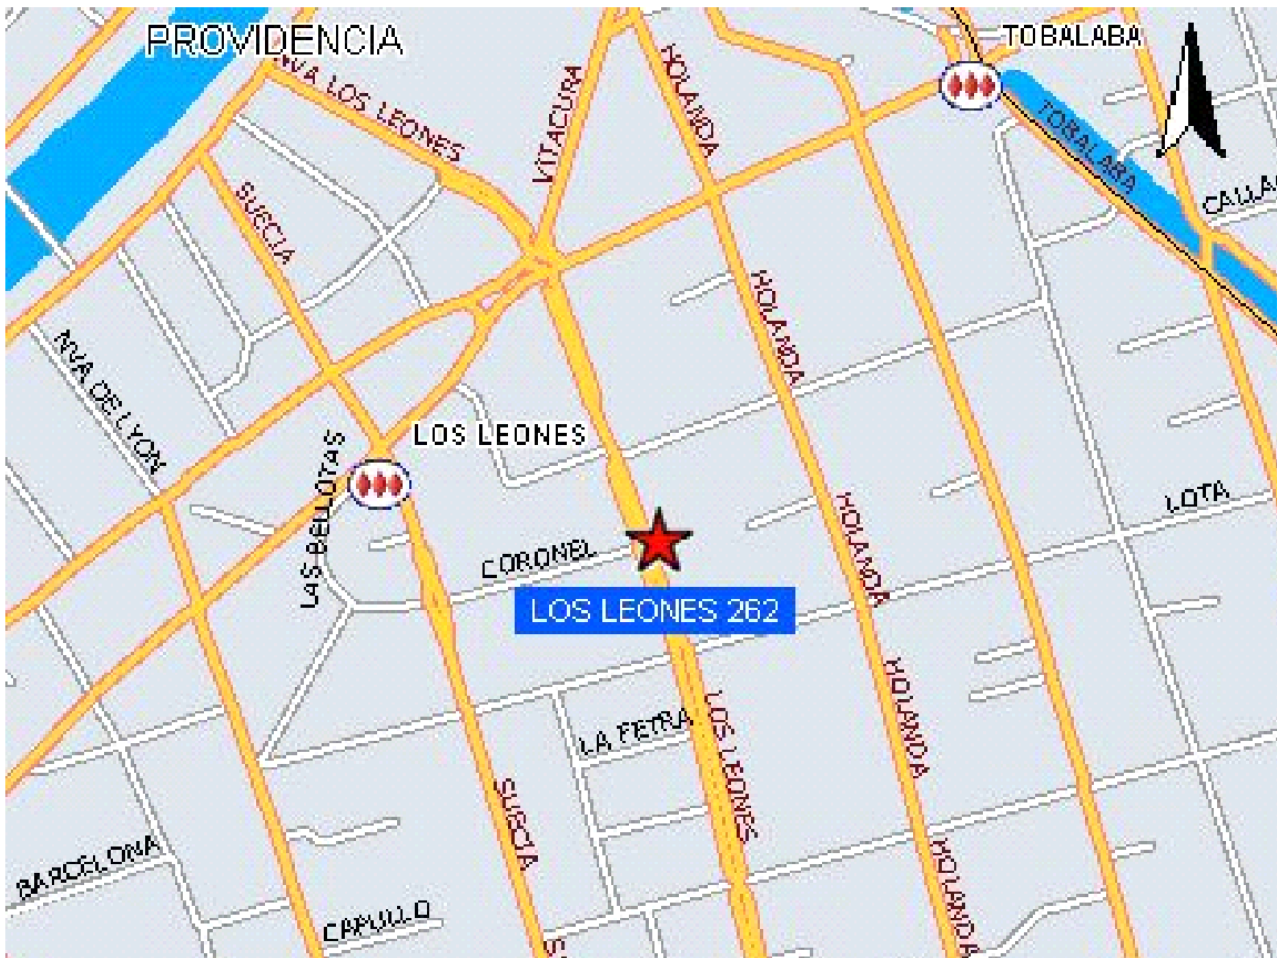 PROVIDENCIA
TOBALABA
NVA LOS LEONES
VITACURA
HOLANDA
TOBALABA
SUECIA
HOLANDA
NVA DE LYON
LOS LEONES
LAS BELLOTAS
HOLANDA
LOTA
CORONEL
LOS LEONES 262
HOLANDA
LA FETRA
LOS LEONES
SUECIA
BARCELONA
HOLANDA
CAPULLO